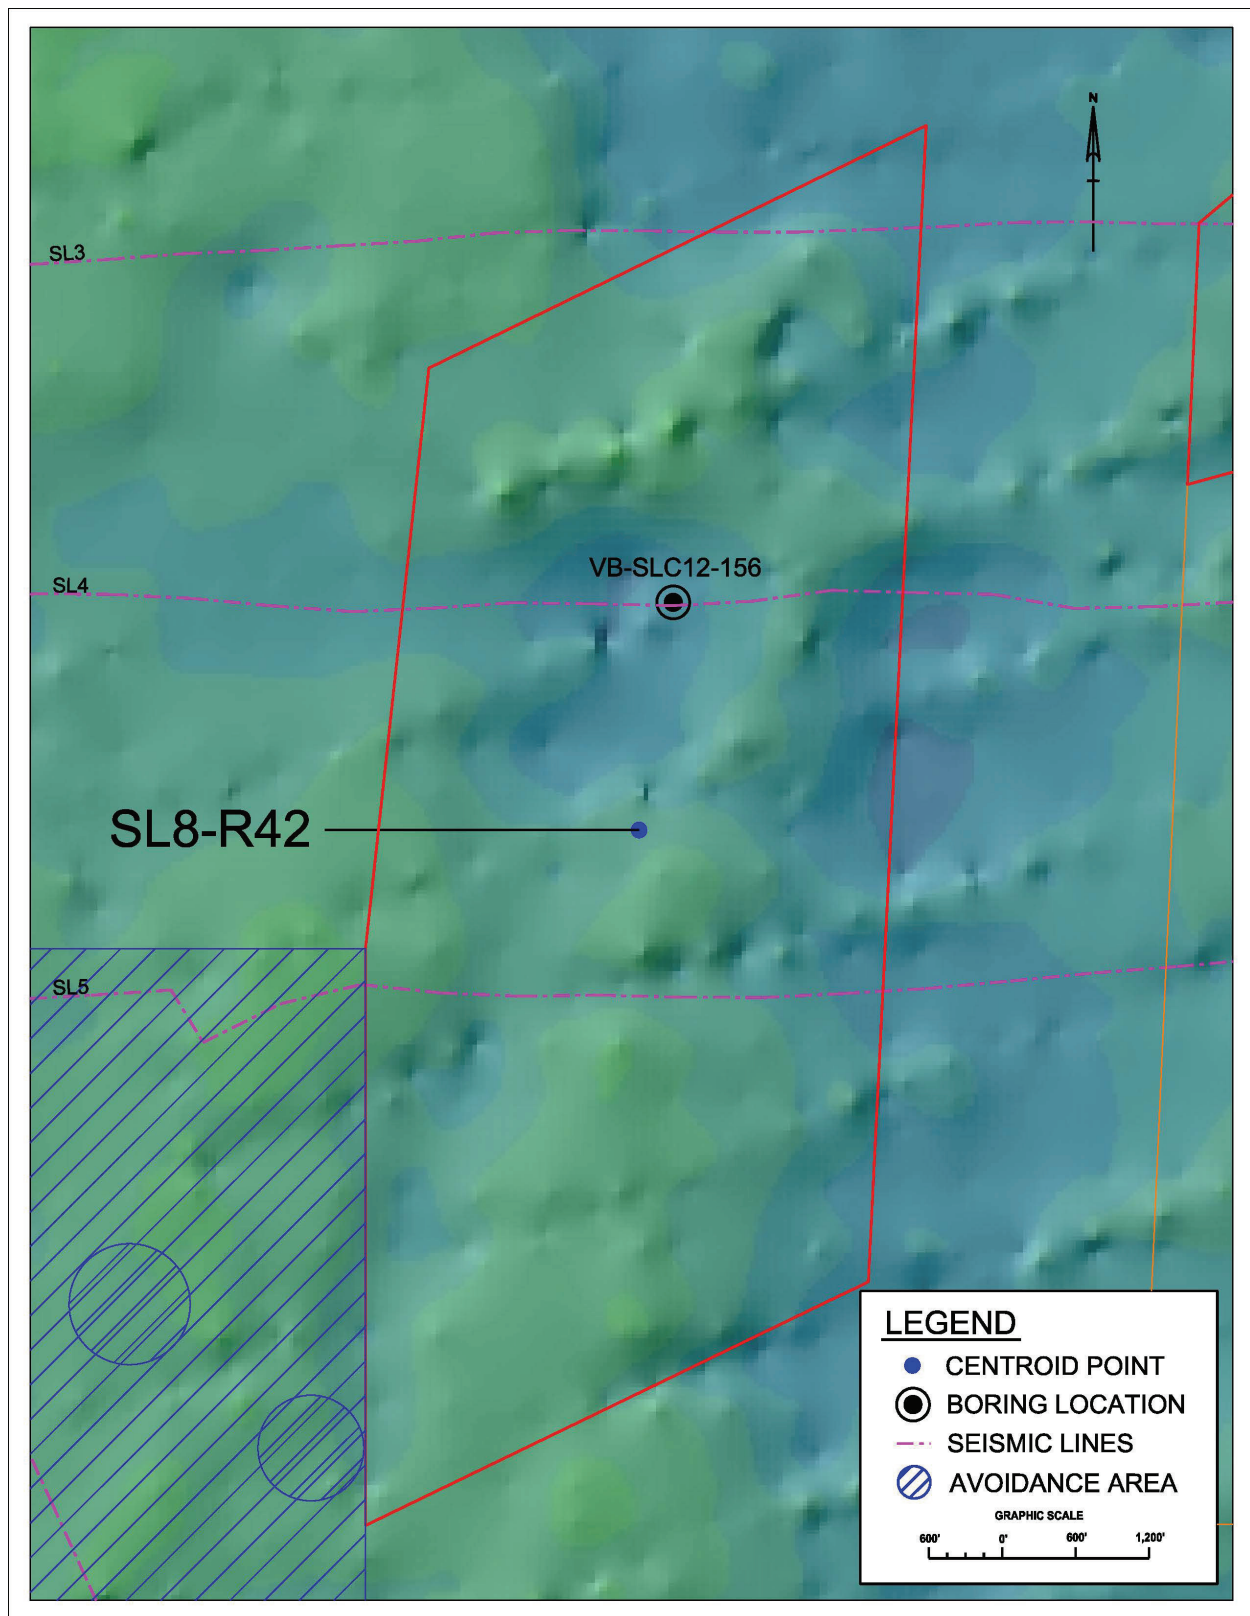 N
SL3
SL4
VB-SLC12-156
SL8-R42
SL5
LEGEND
CENTROID POINT
BORING LOCATION
SEISMIC LINES
AVOIDANCE AREA
GRAPHIC SCALE
600' 0' 600' 1,200'